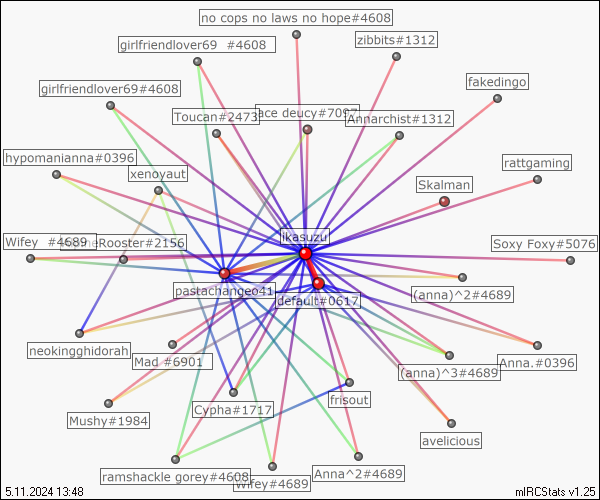 no cops no laws no hope#4608
girlfriendlover69 #4608
zibbits#1312
fakedingo
girlfriendlover69#4608
Toucan#2473
ace deucy#7097
Annarchist#1312
hypomanianna#0396
xenoyaut
rattgaming
Skalman
likasuzu
Wifey #4689
Rooster#2156
Soxy Foxy#5076
pastachangeo41
default#0617
(anna)^2#4689
neokingghidorah
Mad #6901
(anna)^3#4689
Anna.#0396
Mushy#1984
Cypha#1717
frisout
avelicious
ramshackle gorey#4608
Wifey#4689
Anna^2#4689
5.11.2024 13:48
mIRCStats v1.25